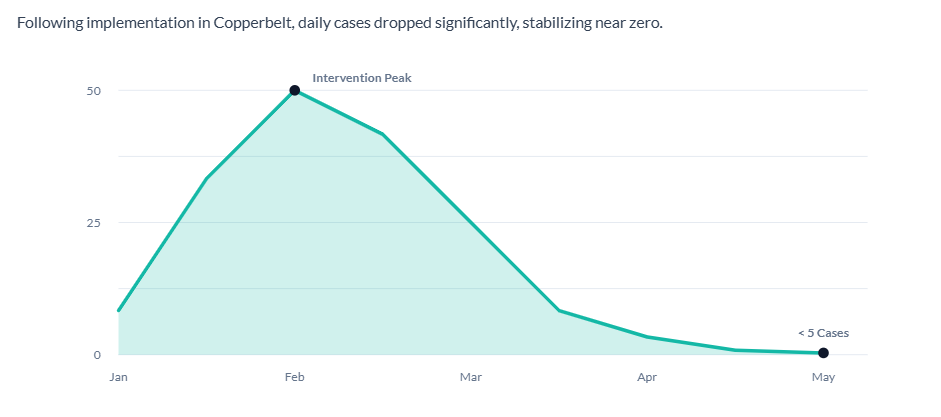 Following implementation in Copperbelt, daily cases dropped significantly, stabilizing near zero.
Intervention Peak
50
25
< 5 Cases
0
Jan Feb Mar Apr May